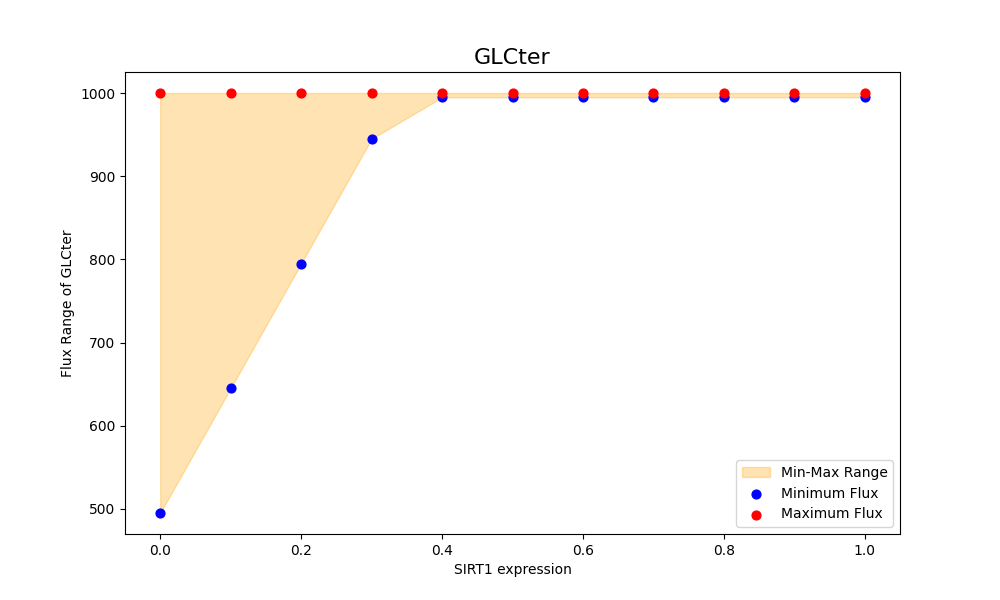 GLCter
1000
900
800
700
600
500
Flux Range of GLCter
0.0
0.2
0.4
0.6
0.8
1.0
SIRT1 expression
Min-Max Range
Minimum Flux
Maximum Flux